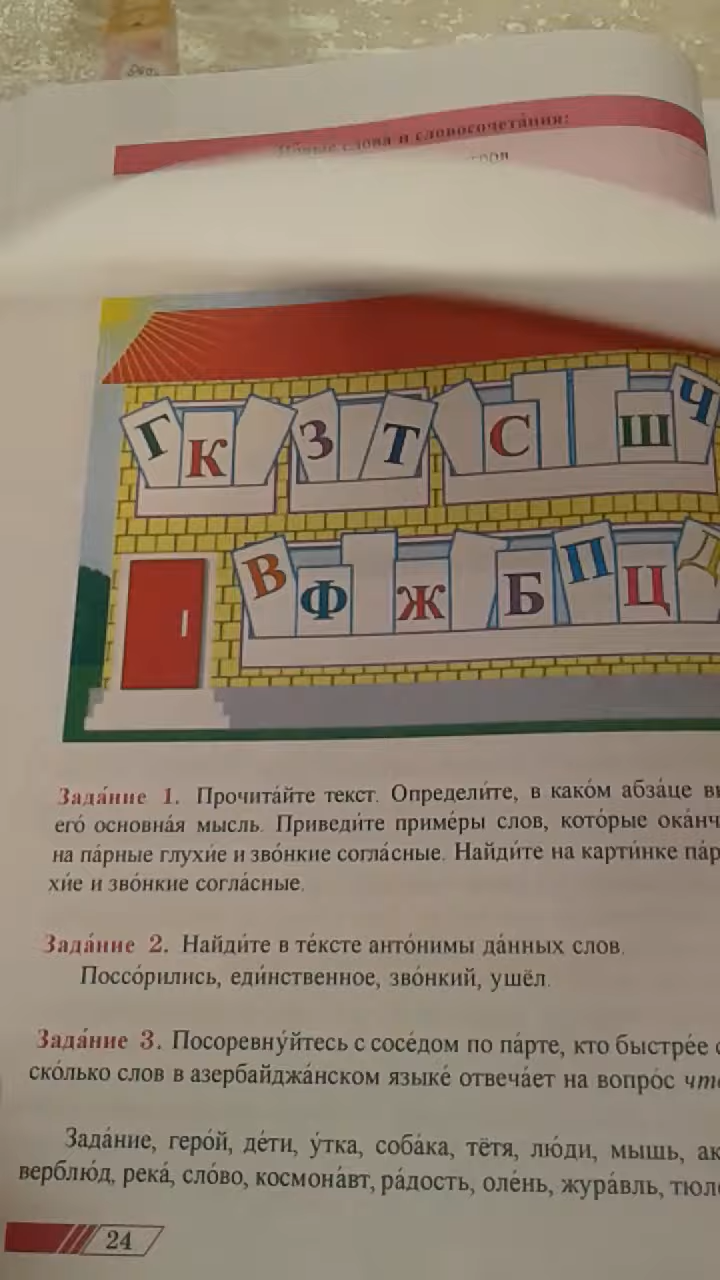 слова и словосочета́ния:
Г К З Т С Ш Ч
В Ф Ж Б П Ц Д
Зада́ние 1. Прочита́йте текст. Определи́те, в како́м абза́це
его́ основна́я мысль. Приведи́те приме́ры слов, кото́рые
на па́рные глухи́е и зво́нкие согла́сные. Найди́те на карти́нке
хи́е и зво́нкие согла́сные.
Зада́ние 2. Найди́те в те́ксте анто́нимы да́нных слов.
Поссо́рились, еди́нственное, зво́нкий, ушёл.
Зада́ние 3. Посоревну́йтесь с сосе́дом по па́рте, кто быстре́е
ско́лько слов в азербайджа́нском языке́ отвеча́ет на вопро́с
Зада́ние, геро́й, де́ти, у́тка, соба́ка, тётя, лю́ди, мышь,
верблю́д, река́, сло́во, космона́вт, ра́дость, оле́нь, жура́вль,
24